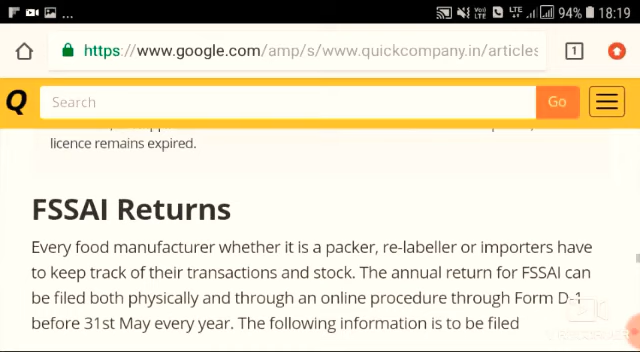 ... LTE 94% 18:19
https://www.google.com/amp/s/www.quickcompany.in/articles 1
Q Search Go
licence remains expired.
FSSAI Returns
Every food manufacturer whether it is a packer, re-labeller or importers have
to keep track of their transactions and stock. The annual return for FSSAI can
be filed both physically and through an online procedure through Form D-1
before 31st May every year. The following information is to be filed